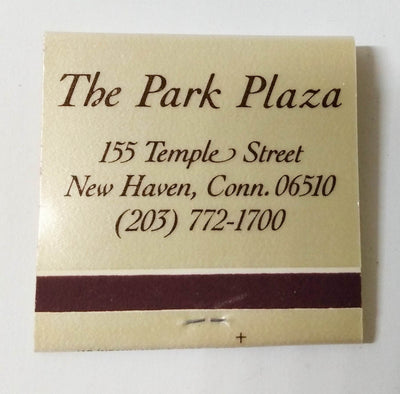 The Park Plaza
155 Temple Street
New Haven, Conn. 06510
(203) 772-1700
+